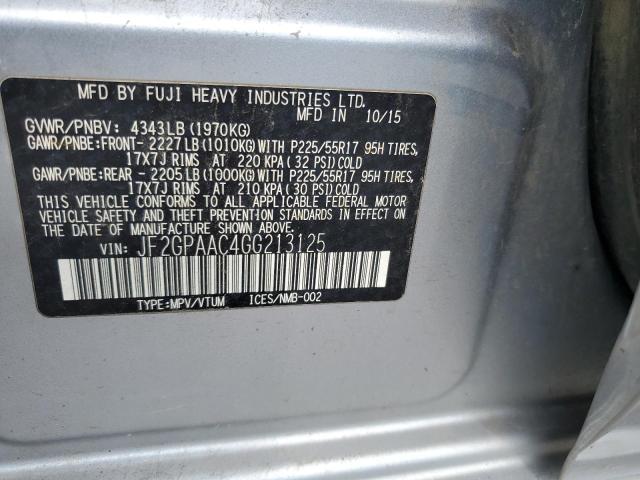 MFD BY FUJI HEAVY INDUSTRIES LTD.
MFD IN 10/15
GVWR/PNBV: 4343LB (1970KG)
GAWR/PNBE:FRONT- 2227LB (1010KG) WITH P225/55R17 95H TIRES,
17X7J RIMS AT 220 KPA (32 PSI) COLD
GAWR/PNBE:REAR - 2205LB (1000KG) WITH P225/55R17 95H TIRES,
17X7J RIMS AT 210 KPA (30 PSI) COLD
THIS VEHICLE CONFORMS TO ALL APPLICABLE FEDERAL MOTOR
VEHICLE SAFETY AND THEFT PREVENTION STANDARDS IN EFFECT ON
THE DATE OF MANUFACTURE SHOWN ABOVE.
VIN: JF2GPAAC4GG213125
TYPE:MPV/VTUM ICES/NMB-002